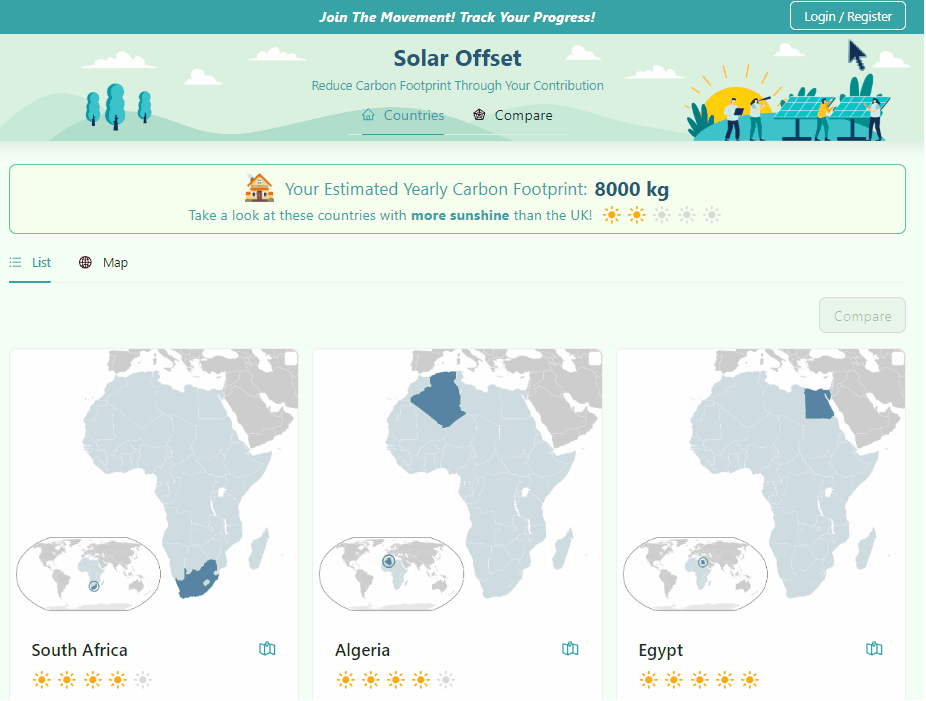 Join The Movement! Track Your Progress!
Login / Register
Solar Offset
Reduce Carbon Footprint Through Your Contribution
Countries
Compare
Your Estimated Yearly Carbon Footprint: 8000 kg
Take a look at these countries with more sunshine than the UK!
List
Map
Compare
South Africa
Algeria
Egypt